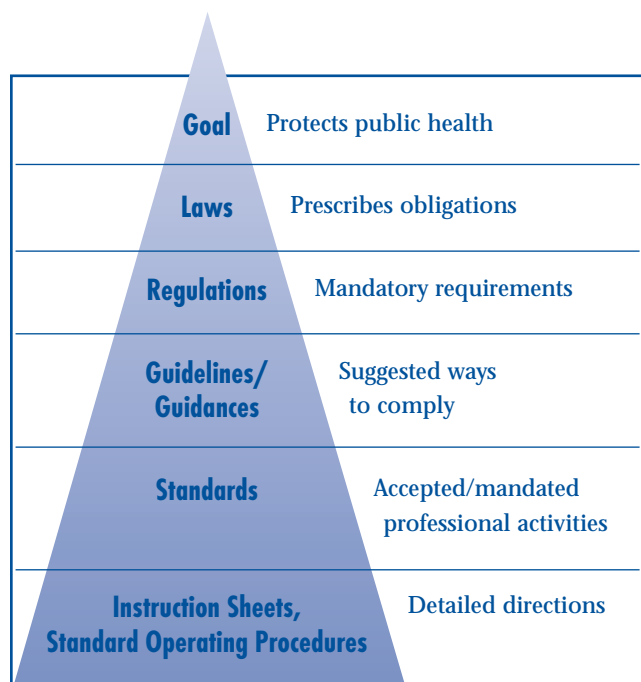 Goal Protects public health
Laws Prescribes obligations
Regulations Mandatory requirements
Guidelines/
Guidances
Suggested ways
to comply
Standards
Accepted/mandated
professional activities
Instruction Sheets,
Standard Operating Procedures
Detailed directions